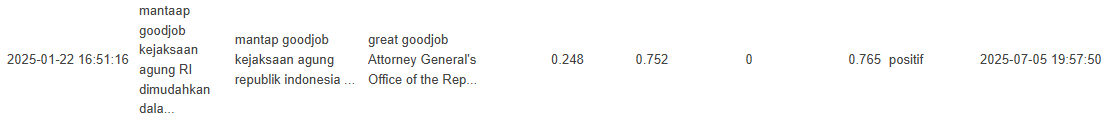 2025-01-22 16:51:16
mantaap
goodjob
kejaksaan
agung RI
dimudahkan
dala...
mantap goodjob
kejaksaan agung
republik indonesia ...
great goodjob
Attorney General's
Office of the Rep...
0.248
0.752
0
0.765
positif
2025-07-05 19:57:50